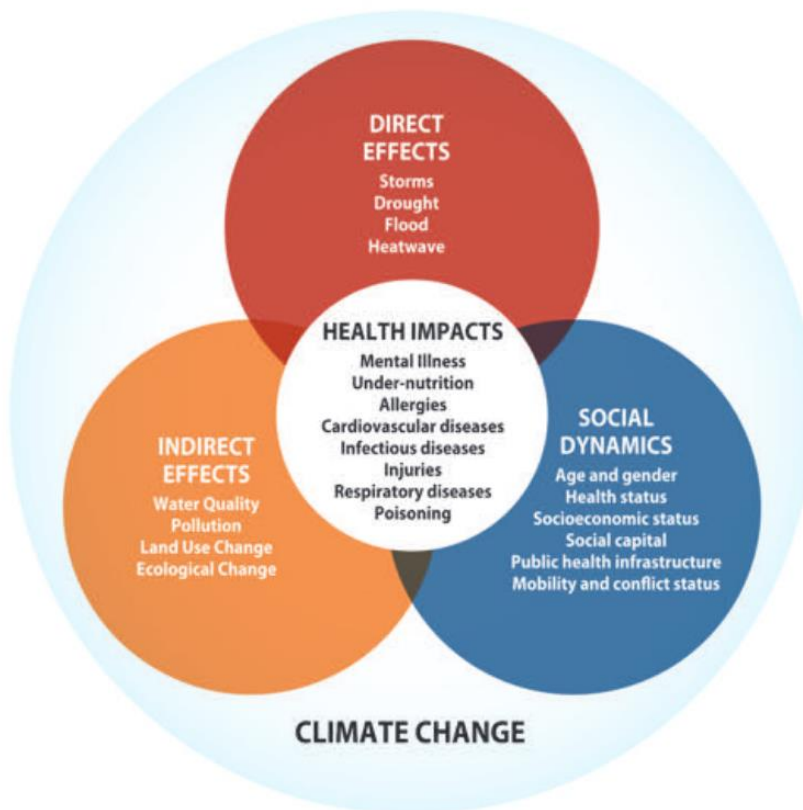 DIRECT
EFFECTS
Storms
Drought
Flood
Heatwave
HEALTH IMPACTS
Mental Illness
Under-nutrition
Allergies
Cardiovascular diseases
Infectious diseases
Injuries
Respiratory diseases
Poisoning
INDIRECT
EFFECTS
Water Quality
Pollution
Land Use Change
Ecological Change
SOCIAL
DYNAMICS
Age and gender
Health status
Socioeconomic status
Social capital
Public health infrastructure
Mobility and conflict status
CLIMATE CHANGE